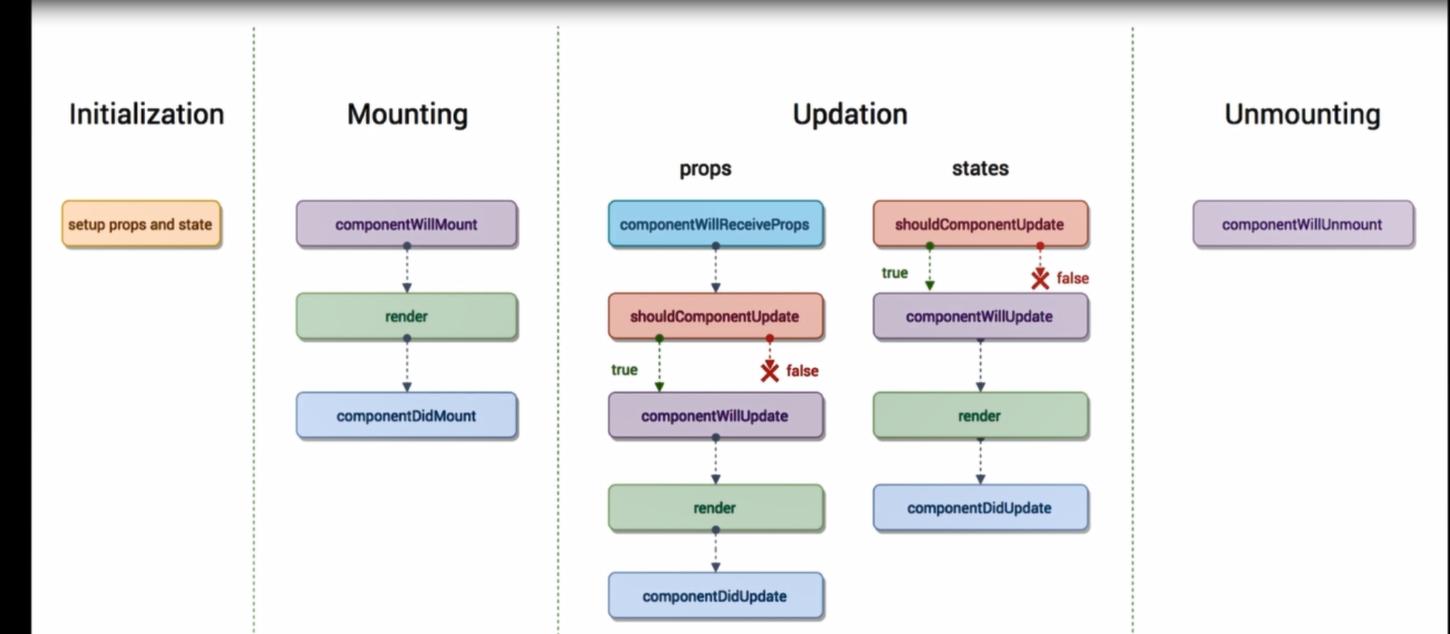 Initialization
setup props and state
Mounting
componentWillMount
render
componentDidMount
Updation
props
componentWillReceiveProps
shouldComponentUpdate
true
false
componentWillUpdate
render
componentDidUpdate
states
shouldComponentUpdate
true
false
componentWillUpdate
render
componentDidUpdate
Unmounting
componentWillUnmount